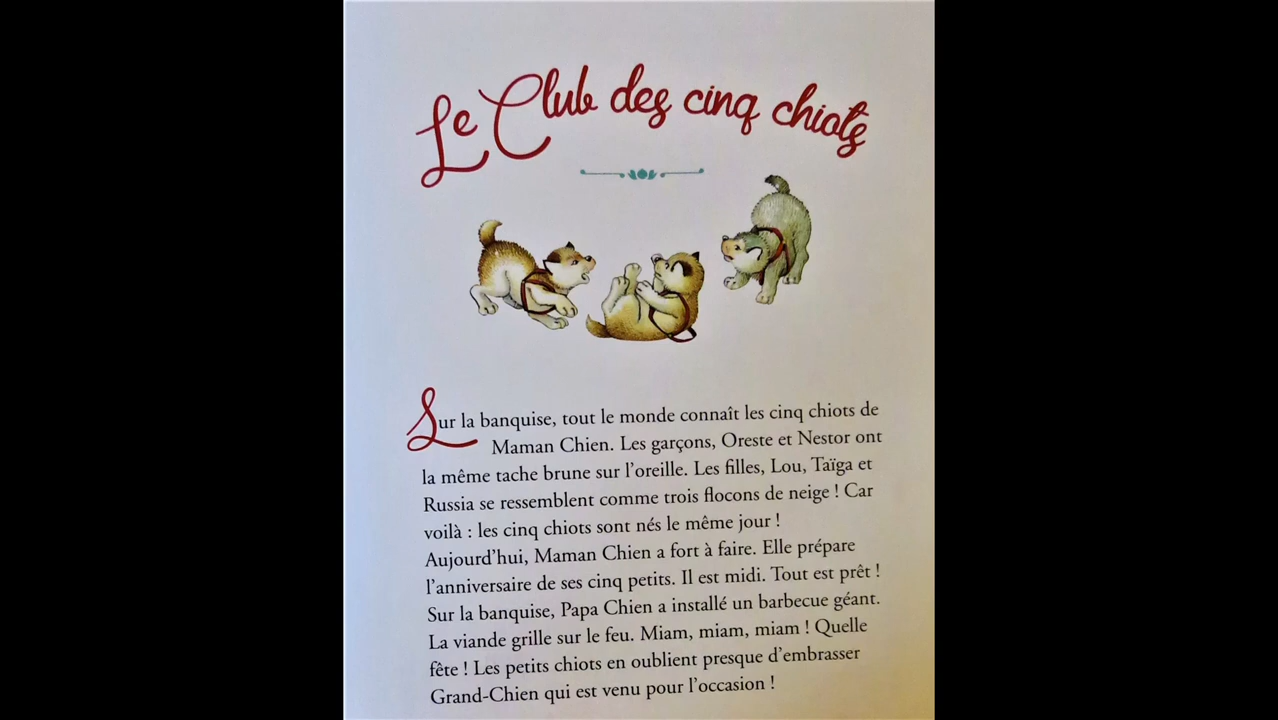 Le Club des cinq chiots
Sur la banquise, tout le monde connaît les cinq chiots de
Maman Chien. Les garçons, Oreste et Nestor ont
la même tache brune sur l'oreille. Les filles, Lou, Taïga et
Russia se ressemblent comme trois flocons de neige ! Car
voilà : les cinq chiots sont nés le même jour !
Aujourd'hui, Maman Chien a fort à faire. Elle prépare
l'anniversaire de ses cinq petits. Il est midi. Tout est prêt !
Sur la banquise, Papa Chien a installé un barbecue géant.
La viande grille sur le feu. Miam, miam, miam ! Quelle
fête ! Les petits chiots en oublient presque d'embrasser
Grand-Chien qui est venu pour l'occasion !